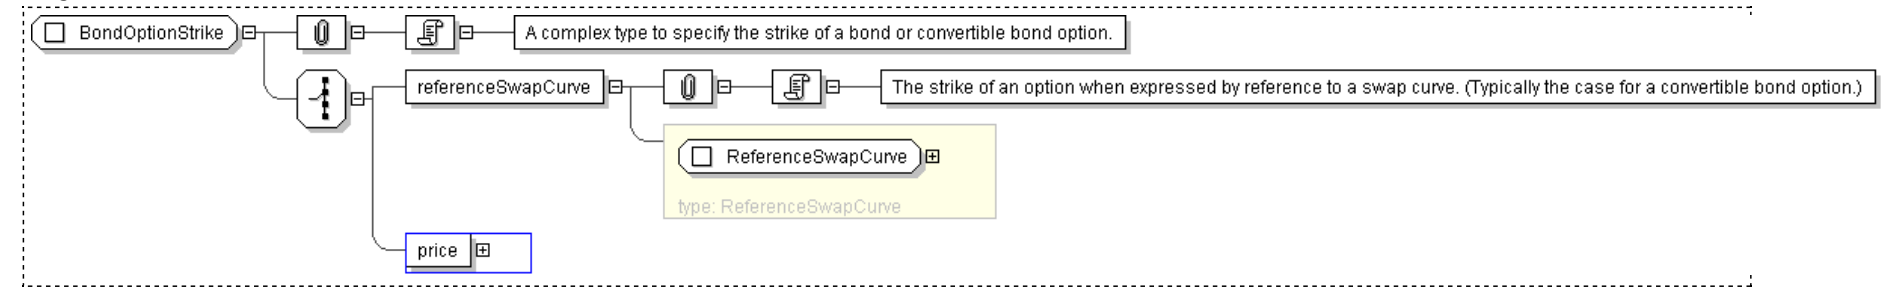 BondOptionStrike
A complex type to specify the strike of a bond or convertible bond option.
referenceSwapCurve
The strike of an option when expressed by reference to a swap curve. (Typically the case for a convertible bond option.)
ReferenceSwapCurve
type: ReferenceSwapCurve
price